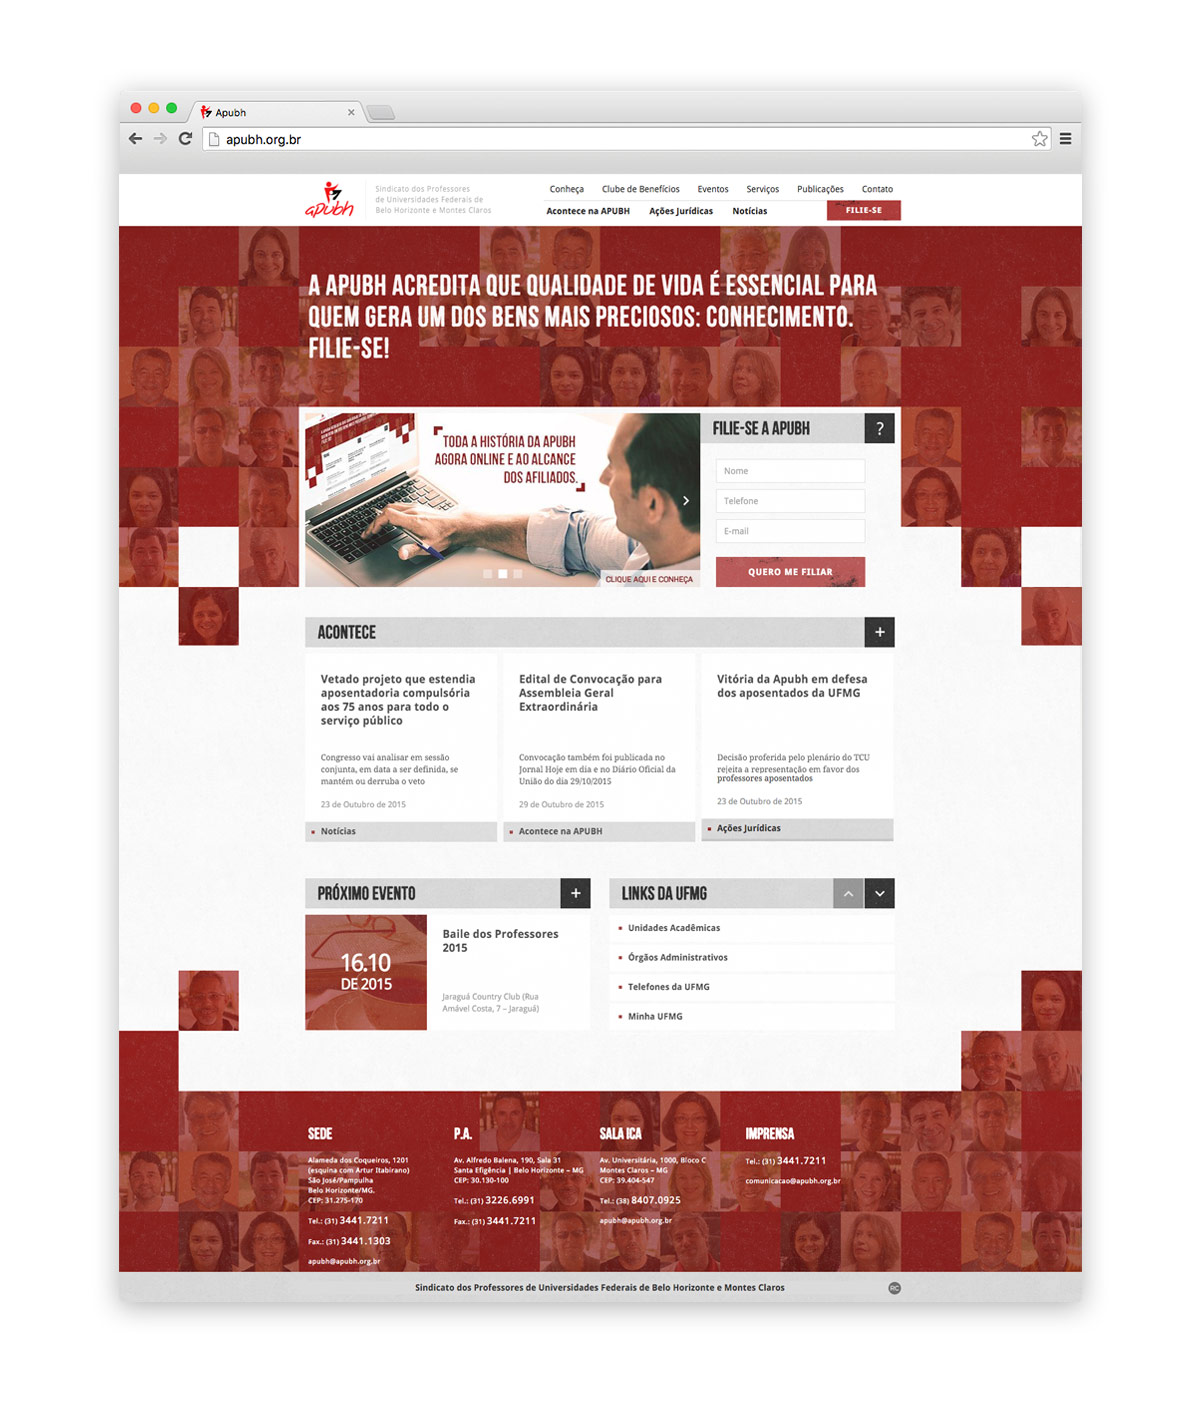 Apubh
apubh.org.br
apubh
Sindicato dos Professores
de Universidades Federais de
Belo Horizonte e Montes Claros
Conheça Clube de Benefícios Eventos Serviços Publicações Contato
Acontece na APUBH Ações Jurídicas Notícias FILIE-SE
A APUBH ACREDITA QUE QUALIDADE DE VIDA É ESSENCIAL PARA
QUEM GERA UM DOS BENS MAIS PRECIOSOS: CONHECIMENTO.
FILIE-SE!
TODA A HISTÓRIA DA APUBH
AGORA ONLINE E AO ALCANCE
DOS AFILIADOS.
CLIQUE AQUI E CONHEÇA
FILIE-SE A APUBH ?
Nome
Telefone
E-mail
QUERO ME FILIAR
ACONTECE +
Vetado projeto que estendia
aposentadoria compulsória
aos 75 anos para todo o
serviço público
Congresso vai analisar em sessão
conjunta, em data a ser definida, se
mantém ou derruba o veto
23 de Outubro de 2015
Notícias
Edital de Convocação para
Assembleia Geral
Extraordinária
Convocação também foi publicada no
Jornal Hoje em dia e no Diário Oficial da
União do dia 29/10/2015
29 de Outubro de 2015
Acontece na APUBH
Vitória da Apubh em defesa
dos aposentados da UFMG
Decisão proferida pelo plenário do TCU
rejeita a representação em favor dos
professores aposentados
23 de Outubro de 2015
Ações Jurídicas
PRÓXIMO EVENTO +
16.10
DE 2015
Baile dos Professores
2015
Jaraguá Country Club (Rua
Amável Costa, 7 – Jaraguá)
LINKS DA UFMG
Unidades Acadêmicas
Órgãos Administrativos
Telefones da UFMG
Minha UFMG
SEDE
Alameda dos Coqueiros, 1201
(esquina com Artur Itabirano)
São José/Pampulha
Belo Horizonte/MG.
CEP: 31.275-170
Tel.: (31) 3441.7211
Fax.: (31) 3441.1303
apubh@apubh.org.br
P.A.
Av. Alfredo Balena, 190, Sala 31
Santa Efigência | Belo Horizonte – MG
CEP: 30.130-100
Tel.: (31) 3226.6991
Fax.: (31) 3441.7211
SALA ICA
Av. Universitária, 1000, Bloco C
Montes Claros – MG
CEP: 39.404-547
Tel.: (38) 8407.0925
apubh@apubh.org.br
IMPRENSA
Tel.: (31) 3441.7211
comunicacao@apubh.org.br
Sindicato dos Professores de Universidades Federais de Belo Horizonte e Montes Claros